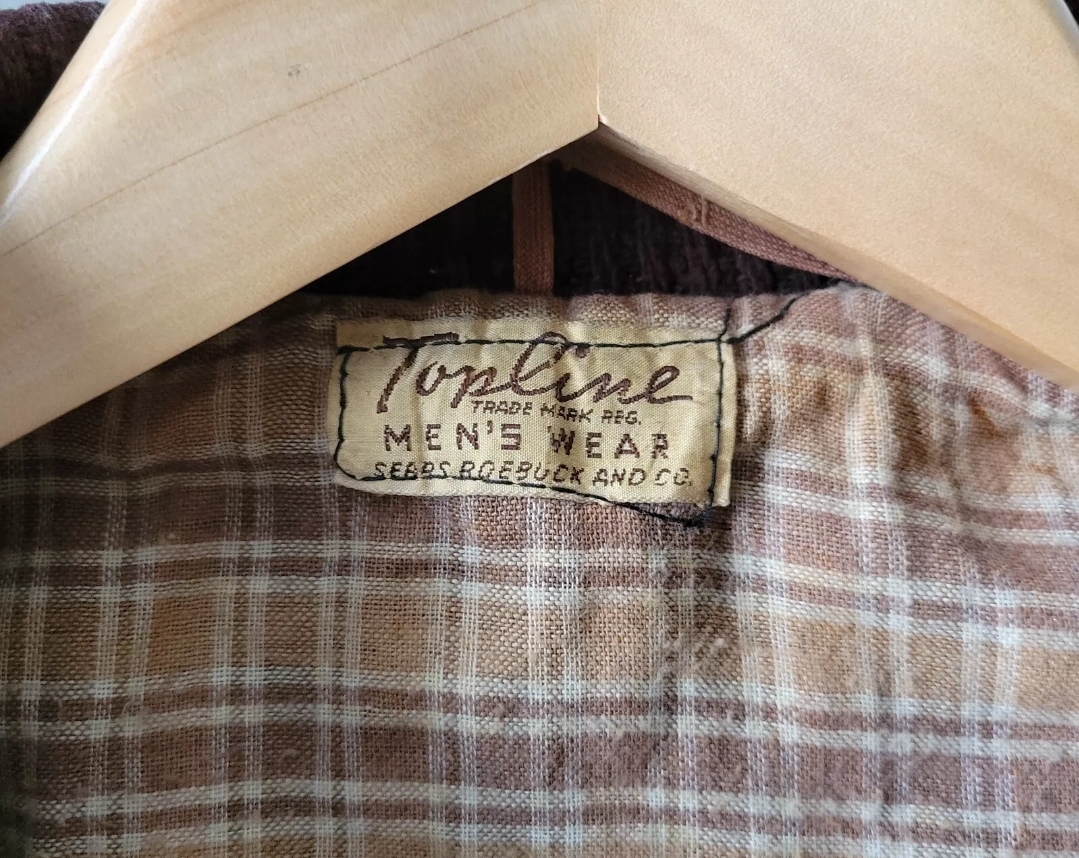 Topline
TRADE MARK REG.
MEN'S WEAR
SEARS ROEBUCK AND CO.